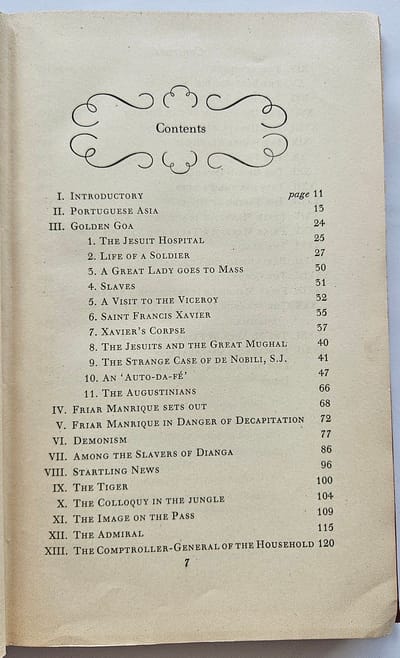 Contents
I. INTRODUCTORY page 11
II. PORTUGUESE ASIA 15
III. GOLDEN GOA 24
1. THE JESUIT HOSPITAL 25
2. LIFE OF A SOLDIER 27
3. A GREAT LADY GOES TO MASS 30
4. SLAVES 31
5. A VISIT TO THE VICEROY 32
6. SAINT FRANCIS XAVIER 35
7. XAVIER'S CORPSE 37
8. THE JESUITS AND THE GREAT MUGHAL 40
9. THE STRANGE CASE OF DE NOBILI, S.J. 41
10. AN 'AUTO-DA-FÉ' 47
11. THE AUGUSTINIANS 66
IV. FRIAR MANRIQUE SETS OUT 68
V. FRIAR MANRIQUE IN DANGER OF DECAPITATION 72
VI. DEMONISM 77
VII. AMONG THE SLAVERS OF DIANGA 86
VIII. STARTLING NEWS 96
IX. THE TIGER 100
X. THE COLLOQUY IN THE JUNGLE 104
XI. THE IMAGE ON THE PASS 109
XII. THE ADMIRAL 115
XIII. THE COMPTROLLER-GENERAL OF THE HOUSEHOLD 120
7